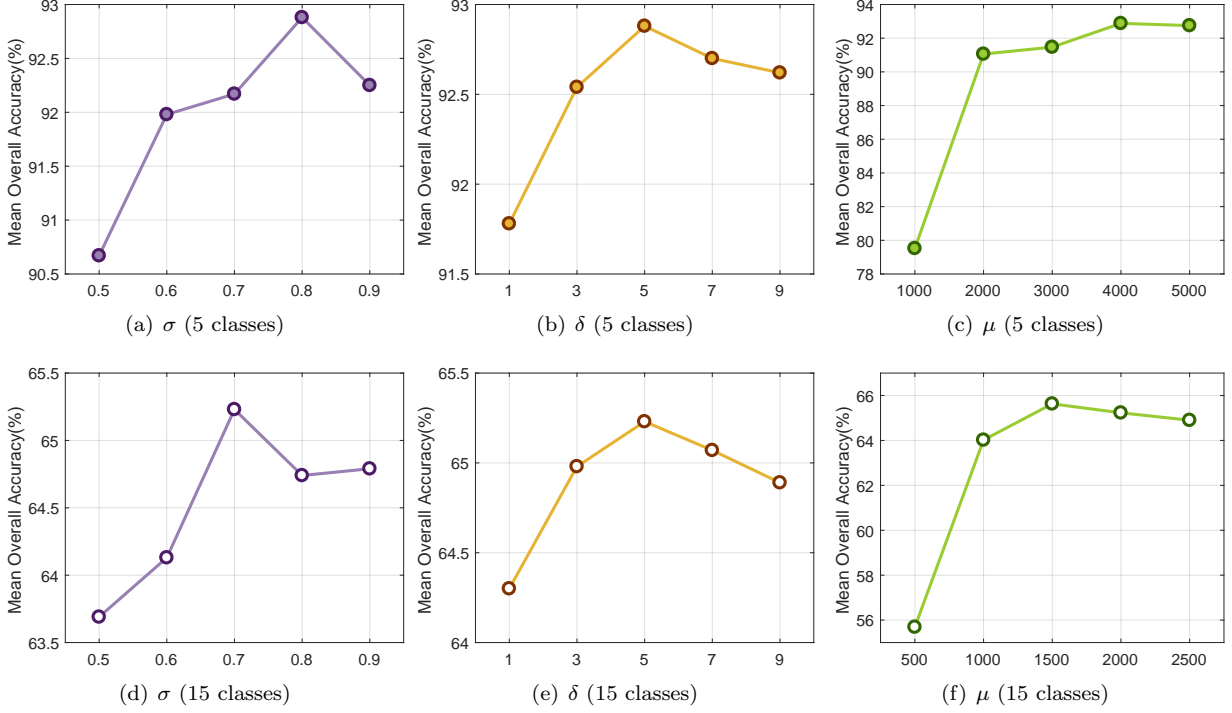 Mean Overall Accuracy(%)
93
92.5
92
91.5
91
90.5
0.5 0.6 0.7 0.8 0.9
(a) σ (5 classes)
Mean Overall Accuracy(%)
93
92.5
92
91.5
1 3 5 7 9
(b) δ (5 classes)
Mean Overall Accuracy(%)
94
92
90
88
86
84
82
80
78
1000 2000 3000 4000 5000
(c) μ (5 classes)
Mean Overall Accuracy(%)
65.5
65
64.5
64
63.5
0.5 0.6 0.7 0.8 0.9
(d) σ (15 classes)
Mean Overall Accuracy(%)
65.5
65
64.5
64
1 3 5 7 9
(e) δ (15 classes)
Mean Overall Accuracy(%)
66
64
62
60
58
56
500 1000 1500 2000 2500
(f) μ (15 classes)